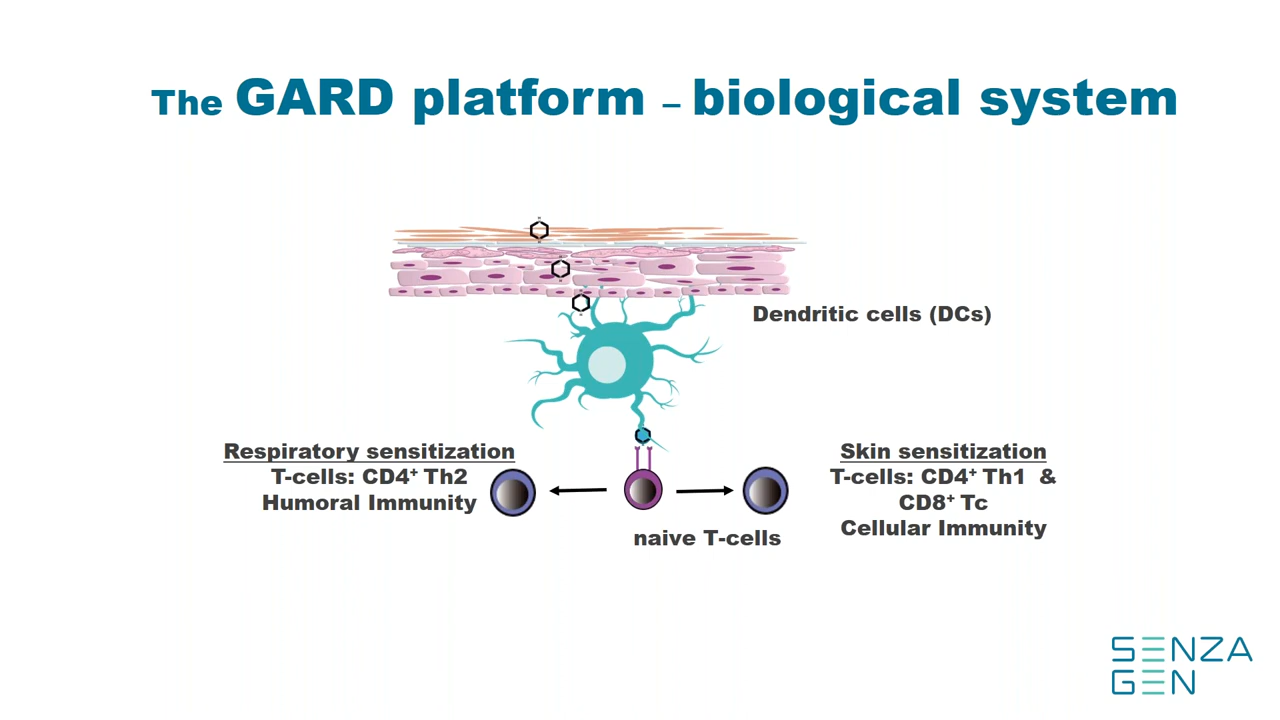 The GARD platform – biological system
Dendritic cells (DCs)
Respiratory sensitization
T-cells: CD4⁺ Th2
Humoral Immunity
Skin sensitization
T-cells: CD4⁺ Th1 &
CD8⁺ Tc
Cellular Immunity
naive T-cells
SENZA
GEN